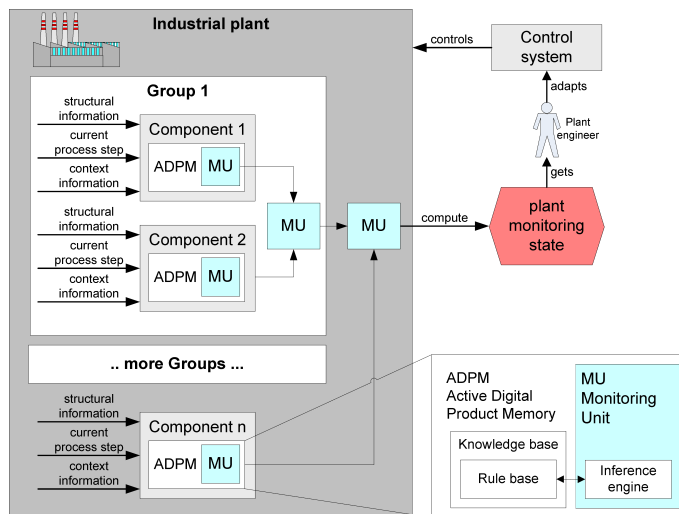 Industrial plant
Group 1
structural
information
current
process step
context
information
Component 1
ADPM
MU
structural
information
current
process step
context
information
Component 2
ADPM
MU
MU
MU
.. more Groups ...
structural
information
current
process step
context
information
Component n
ADPM
MU
controls
Control
system
adapts
Plant
engineer
gets
compute
plant
monitoring
state
ADPM
Active Digital
Product Memory
Knowledge base
Rule base
MU
Monitoring
Unit
Inference
engine